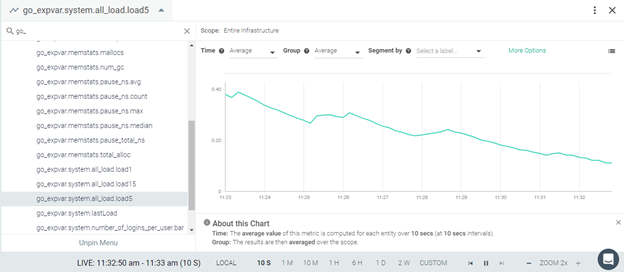 go_expvar.system.all_load.load5
go_
go_expvar.memstats.mallocs
go_expvar.memstats.num_gc
go_expvar.memstats.pause_ns.avg
go_expvar.memstats.pause_ns.count
go_expvar.memstats.pause_ns.max
go_expvar.memstats.pause_ns.median
go_expvar.memstats.pause_total_ns
go_expvar.memstats.total_alloc
go_expvar.system.all_load.load1
go_expvar.system.all_load.load15
go_expvar.system.all_load.load5
go_expvar.system.lastLoad
go_expvar.system.number_of_logins_per_user.bar
Unpin Menu
Scope: Entire infrastructure
Time Average Group Average Segment by Select a label... More Options
0.40
0.20
0
11:23 11:24 11:25 11:26 11:27 11:28 11:29 11:30 11:31 11:32
About this Chart
Time: The average value of this metric is computed for each entity over 10 secs (at 10 secs intervals).
Group: The results are then averaged over the scope.
LIVE: 11:32:50 am - 11:33 am (10 S) LOCAL 10 S 1 M 10 M 1 H 6 H 1 D 2 W CUSTOM ZOOM 2x